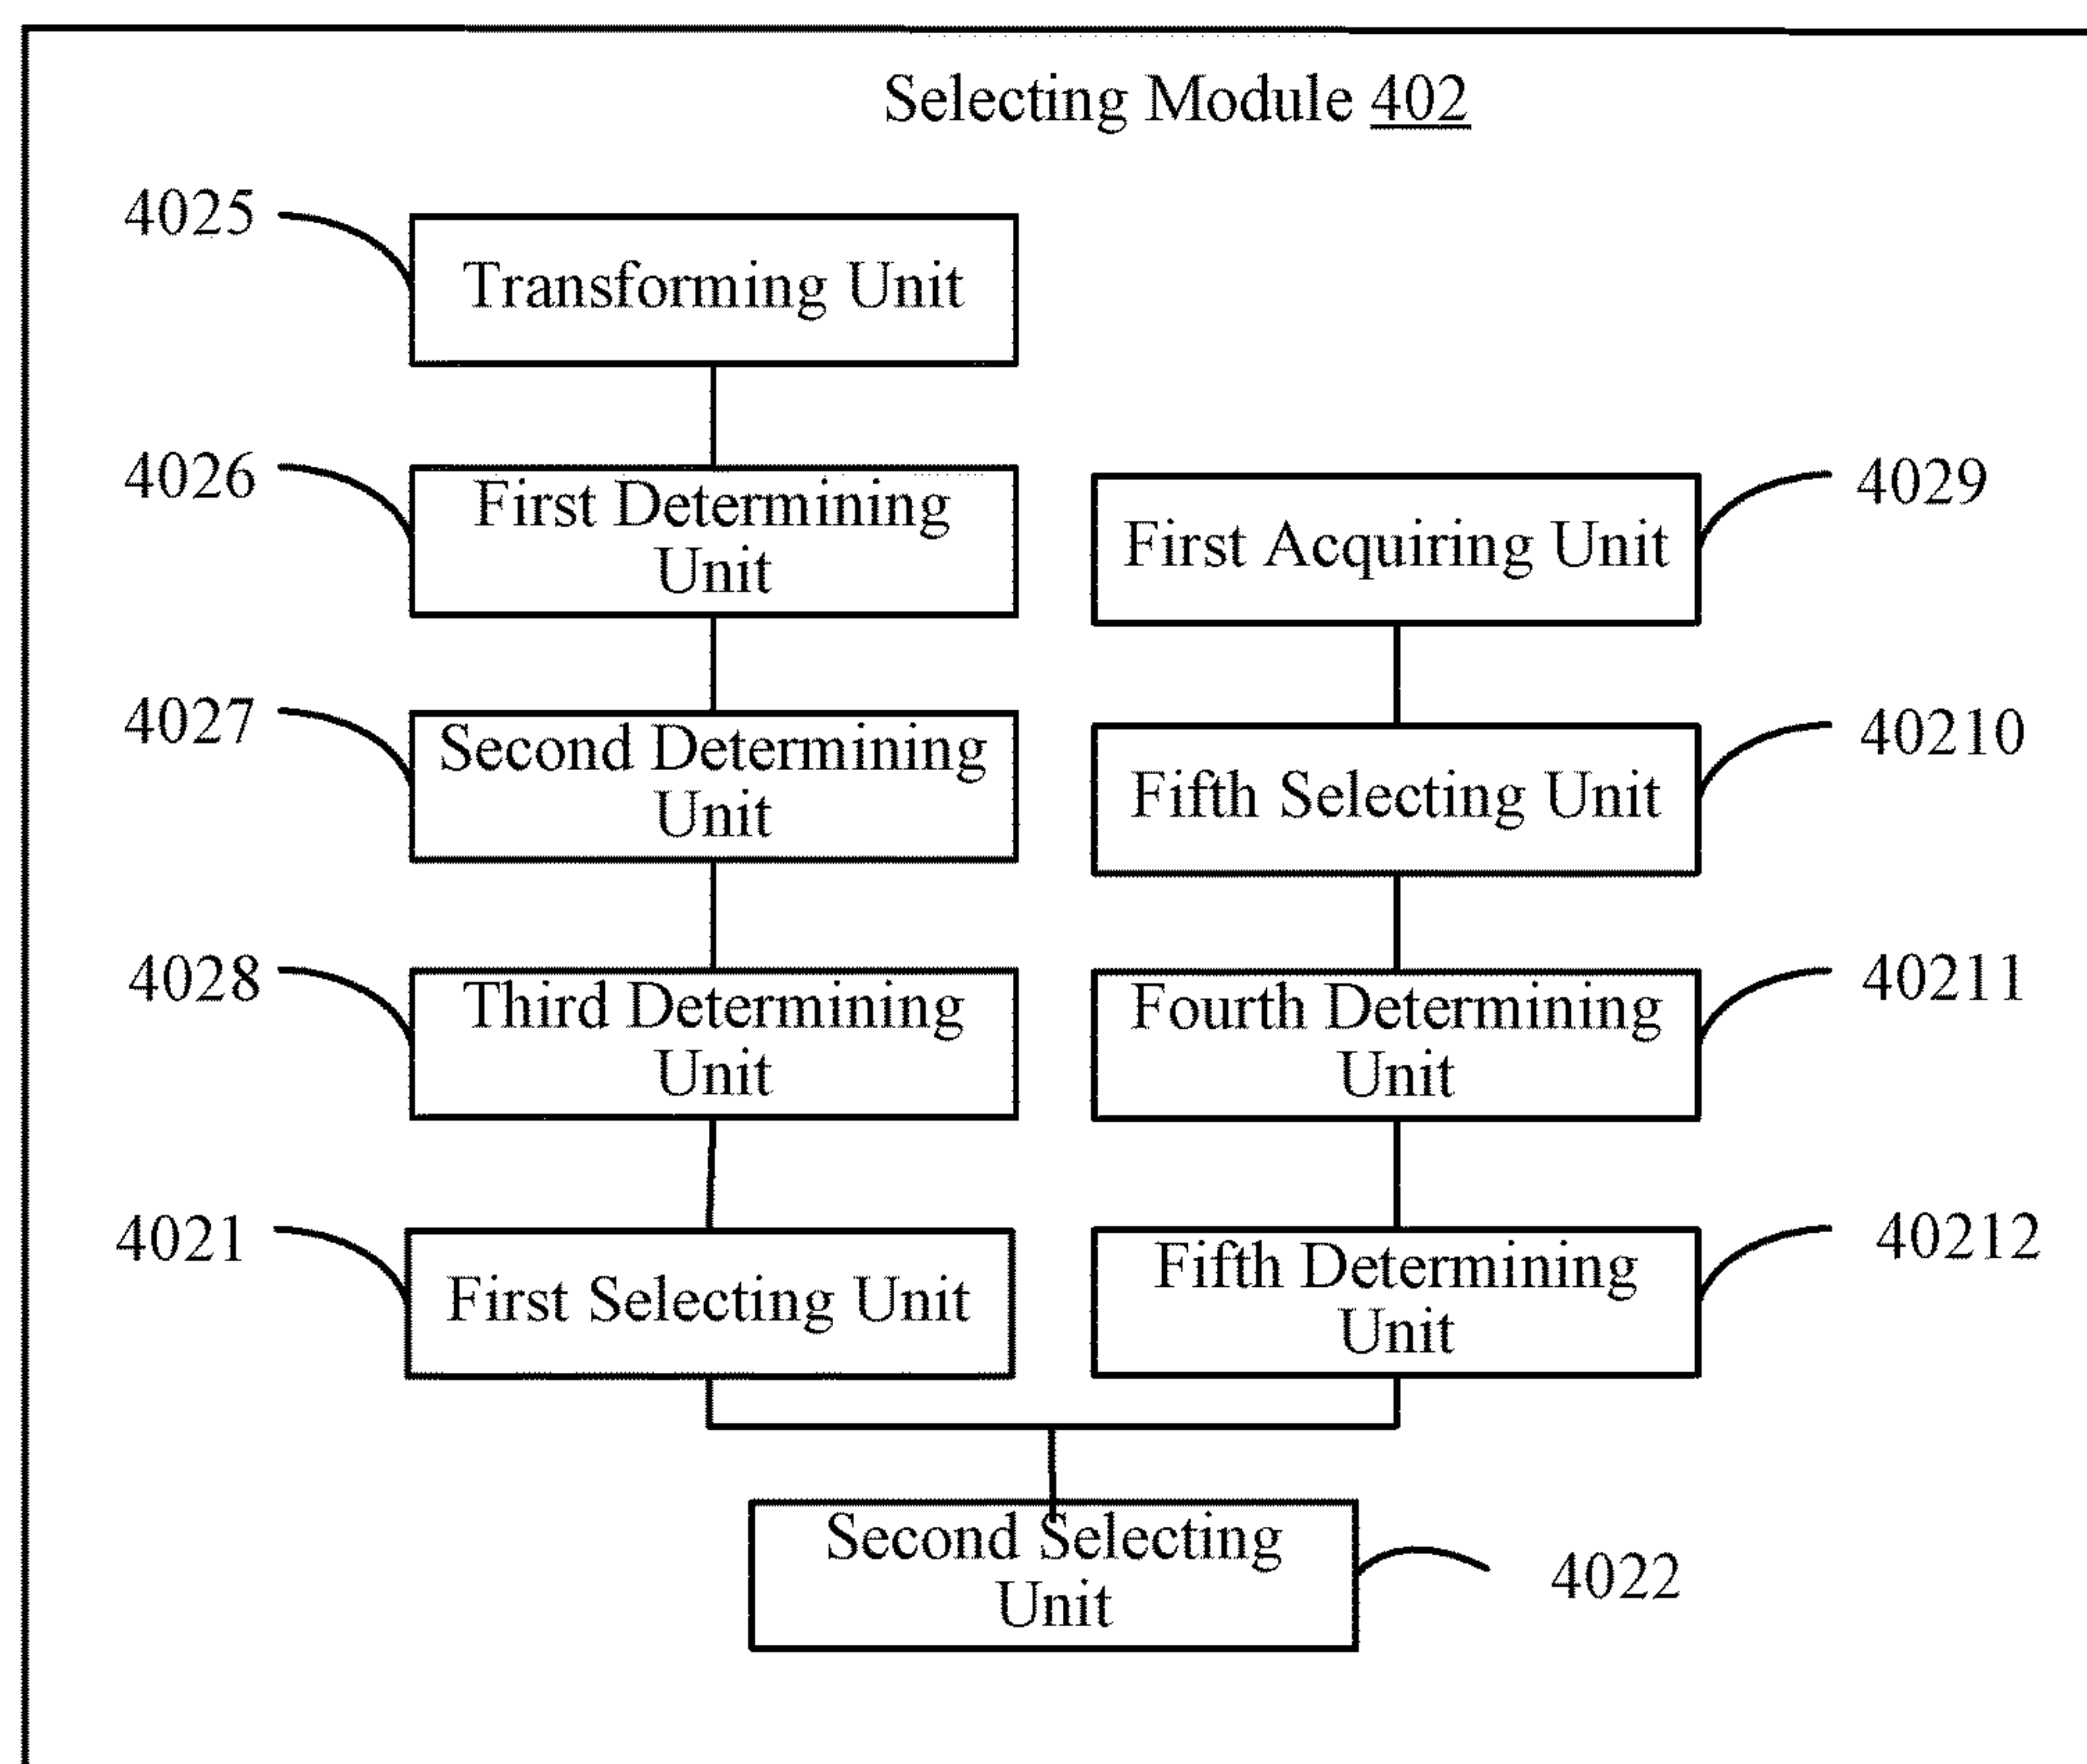 Selecting Module 402
4025
Transforming Unit
4026
First Determining
Unit
4027
Second Determining
Unit
4028
Third Determining
Unit
4021
First Selecting Unit
First Acquiring Unit
4029
Fifth Selecting Unit
40210
Fourth Determining
Unit
40211
Fifth Determining
Unit
40212
Second Selecting
Unit
4022